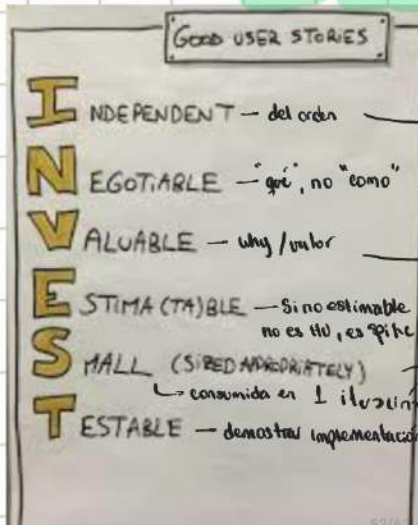 GOOD USER STORIES
INDEPENDENT — del orden
NEGOTIABLE — "qué", no "como"
VALUABLE — why / valor
ESTIMA(TA)BLE — Si no estimable
no es HU, es spike
SMALL (SIZED APPROPRIATELY)
↳ consumida en 1 iteración
TESTABLE — demostrar implementación